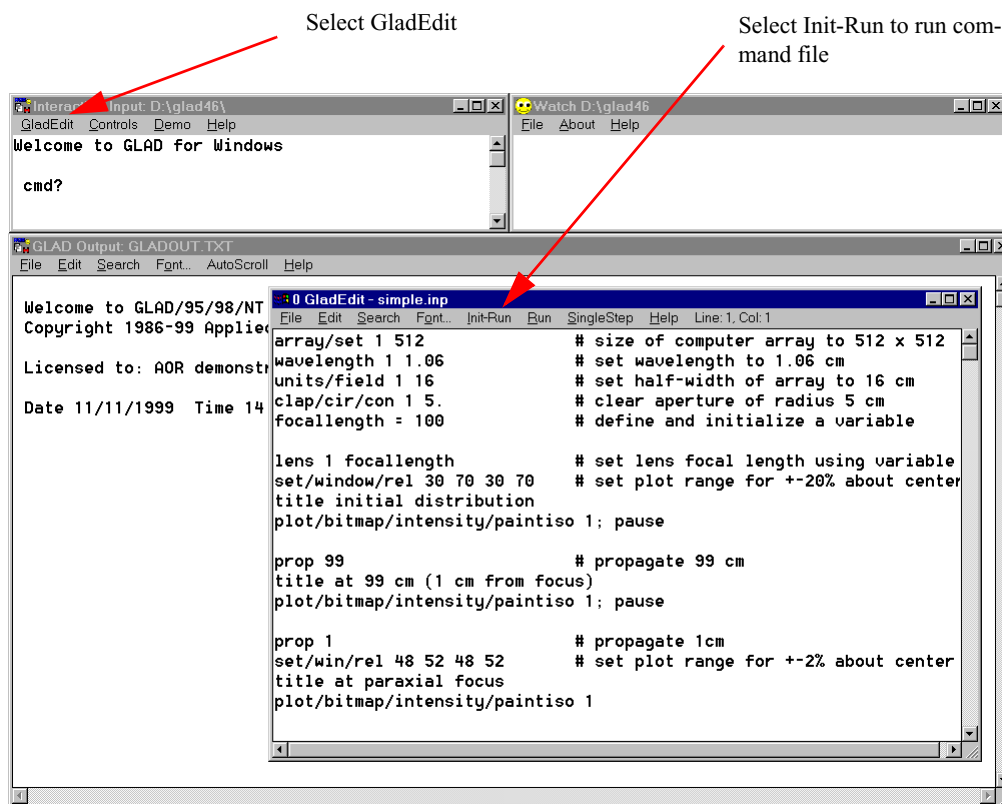 Select GladEdit
Select Init-Run to run com-
mand file
Interac Input: D:\glad46\
GladEdit Controls Demo Help
Welcome to GLAD for Windows
cmd?
Watch D:\glad46
File About Help
GLAD Output: GLADOUT.TXT
File Edit Search Font... AutoScroll Help
Welcome to GLAD/95/98/NT
Copyright 1986-99 Applie
Licensed to: AOR demonst
Date 11/11/1999 Time 14
0 GladEdit - simple.inp
File Edit Search Font... Init-Run Run SingleStep Help Line: 1, Col: 1
array/set 1 512 # size of computer array to 512 x 512
wavelength 1 1.06 # set wavelength to 1.06 cm
units/field 1 16 # set half-width of array to 16 cm
clap/cir/con 1 5. # clear aperture of radius 5 cm
focallength = 100 # define and initialize a variable
lens 1 focallength # set lens focal length using variable
set/window/rel 30 70 30 70 # set plot range for +-20% about center
title initial distribution
plot/bitmap/intensity/paintiso 1; pause
prop 99 # propagate 99 cm
title at 99 cm (1 cm from focus)
plot/bitmap/intensity/paintiso 1; pause
prop 1 # propagate 1cm
set/win/rel 48 52 48 52 # set plot range for +-2% about center
title at paraxial focus
plot/bitmap/intensity/paintiso 1